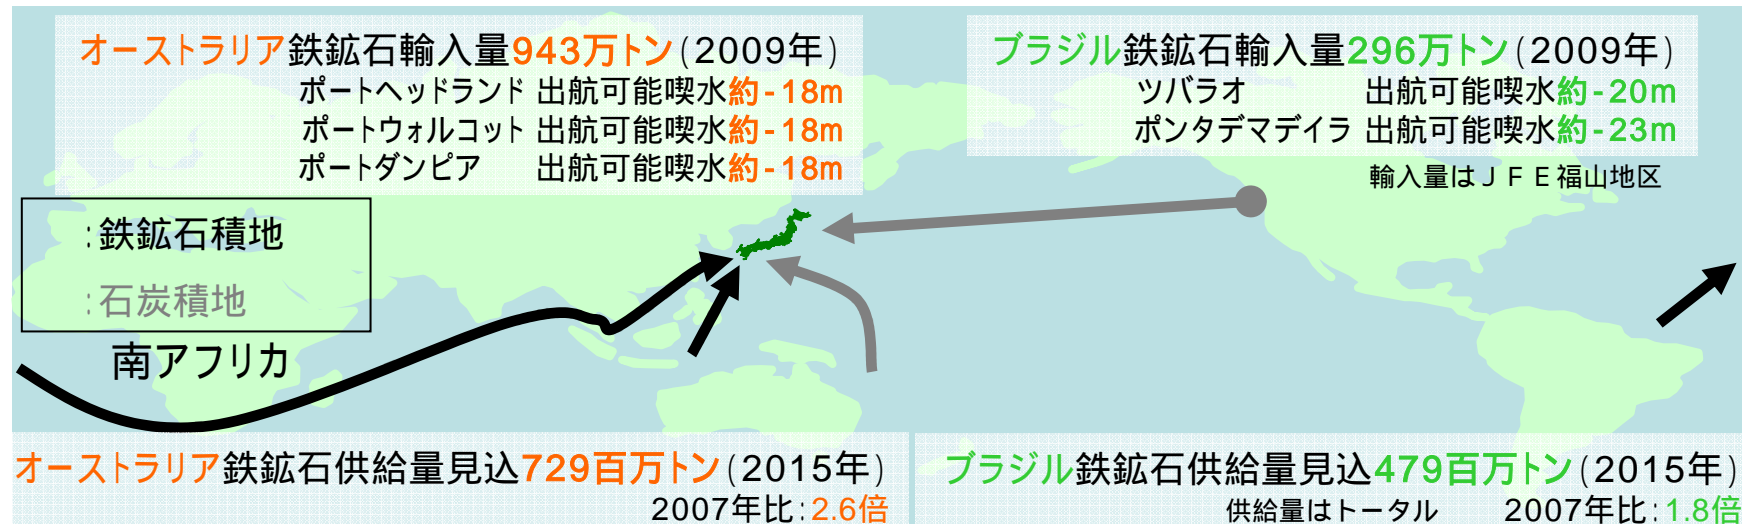 オーストラリア鉄鉱石輸入量943万トン(2009年)
ポートヘッドランド 出航可能喫水約-18m
ポートウォルコット 出航可能喫水約-18m
ポートダンピア 出航可能喫水約-18m
ブラジル鉄鉱石輸入量296万トン(2009年)
ツバラオ 出航可能喫水約-20m
ポンタデマデイラ 出航可能喫水約-23m
輸入量はJFE福山地区
:鉄鉱石積地
:石炭積地
南アフリカ
オーストラリア鉄鉱石供給量見込729百万トン(2015年)
2007年比:2.6倍
ブラジル鉄鉱石供給量見込479百万トン(2015年)
供給量はトータル 2007年比:1.8倍